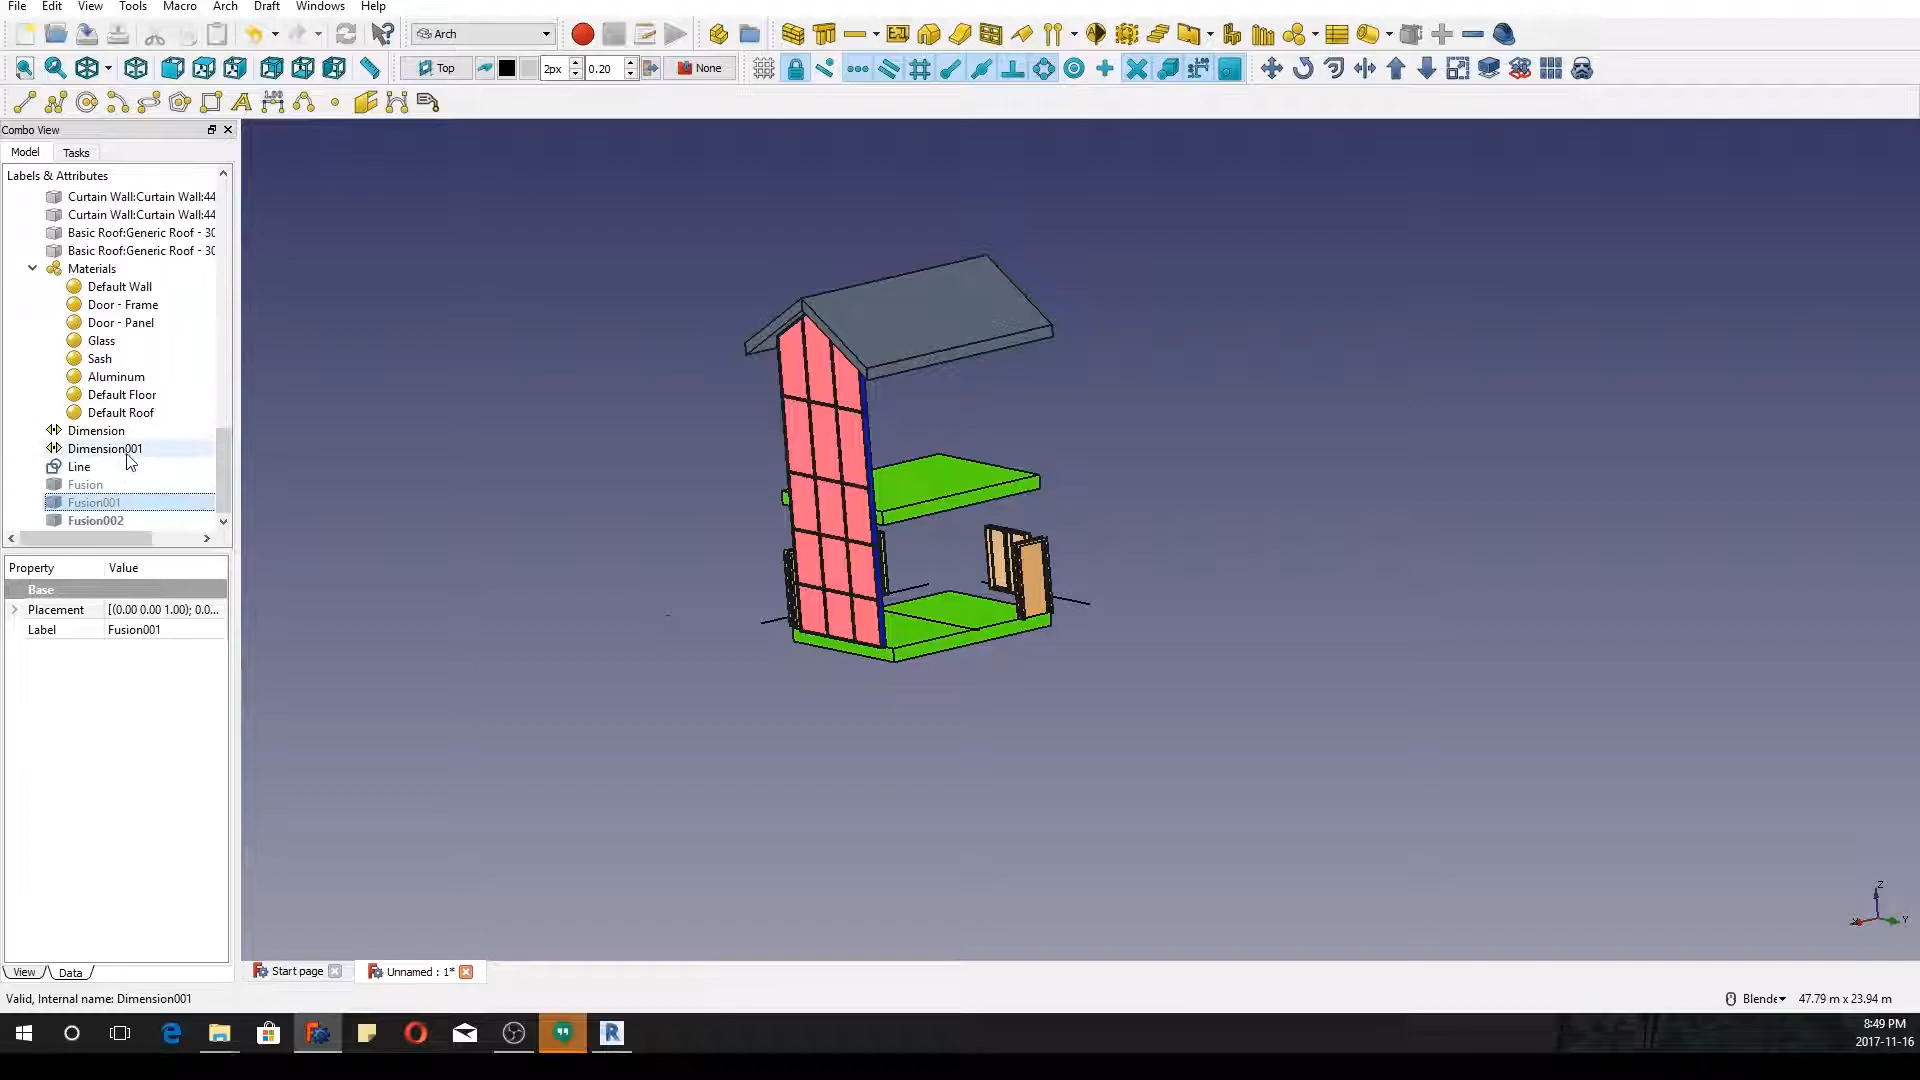 File Edit View Tools Macro Arch Draft Windows Help
Arch
Top 2px 0.20 None
Combo View
Model Tasks
Labels & Attributes
Curtain Wall:Curtain Wall:44
Curtain Wall:Curtain Wall:44
Basic Roof:Generic Roof - 30
Basic Roof:Generic Roof - 30
Materials
Default Wall
Door - Frame
Door - Panel
Glass
Sash
Aluminum
Default Floor
Default Roof
Dimension
Dimension001
Line
Fusion
Fusion001
Fusion002
Property Value
Base
Placement [(0.00 0.00 1.00); 0.0...
Label Fusion001
View Data
Start page Unnamed : 1*
Valid, Internal name: Dimension001
Blende 47.79 m x 23.94 m
8:49 PM
2017-11-16
Z
Y